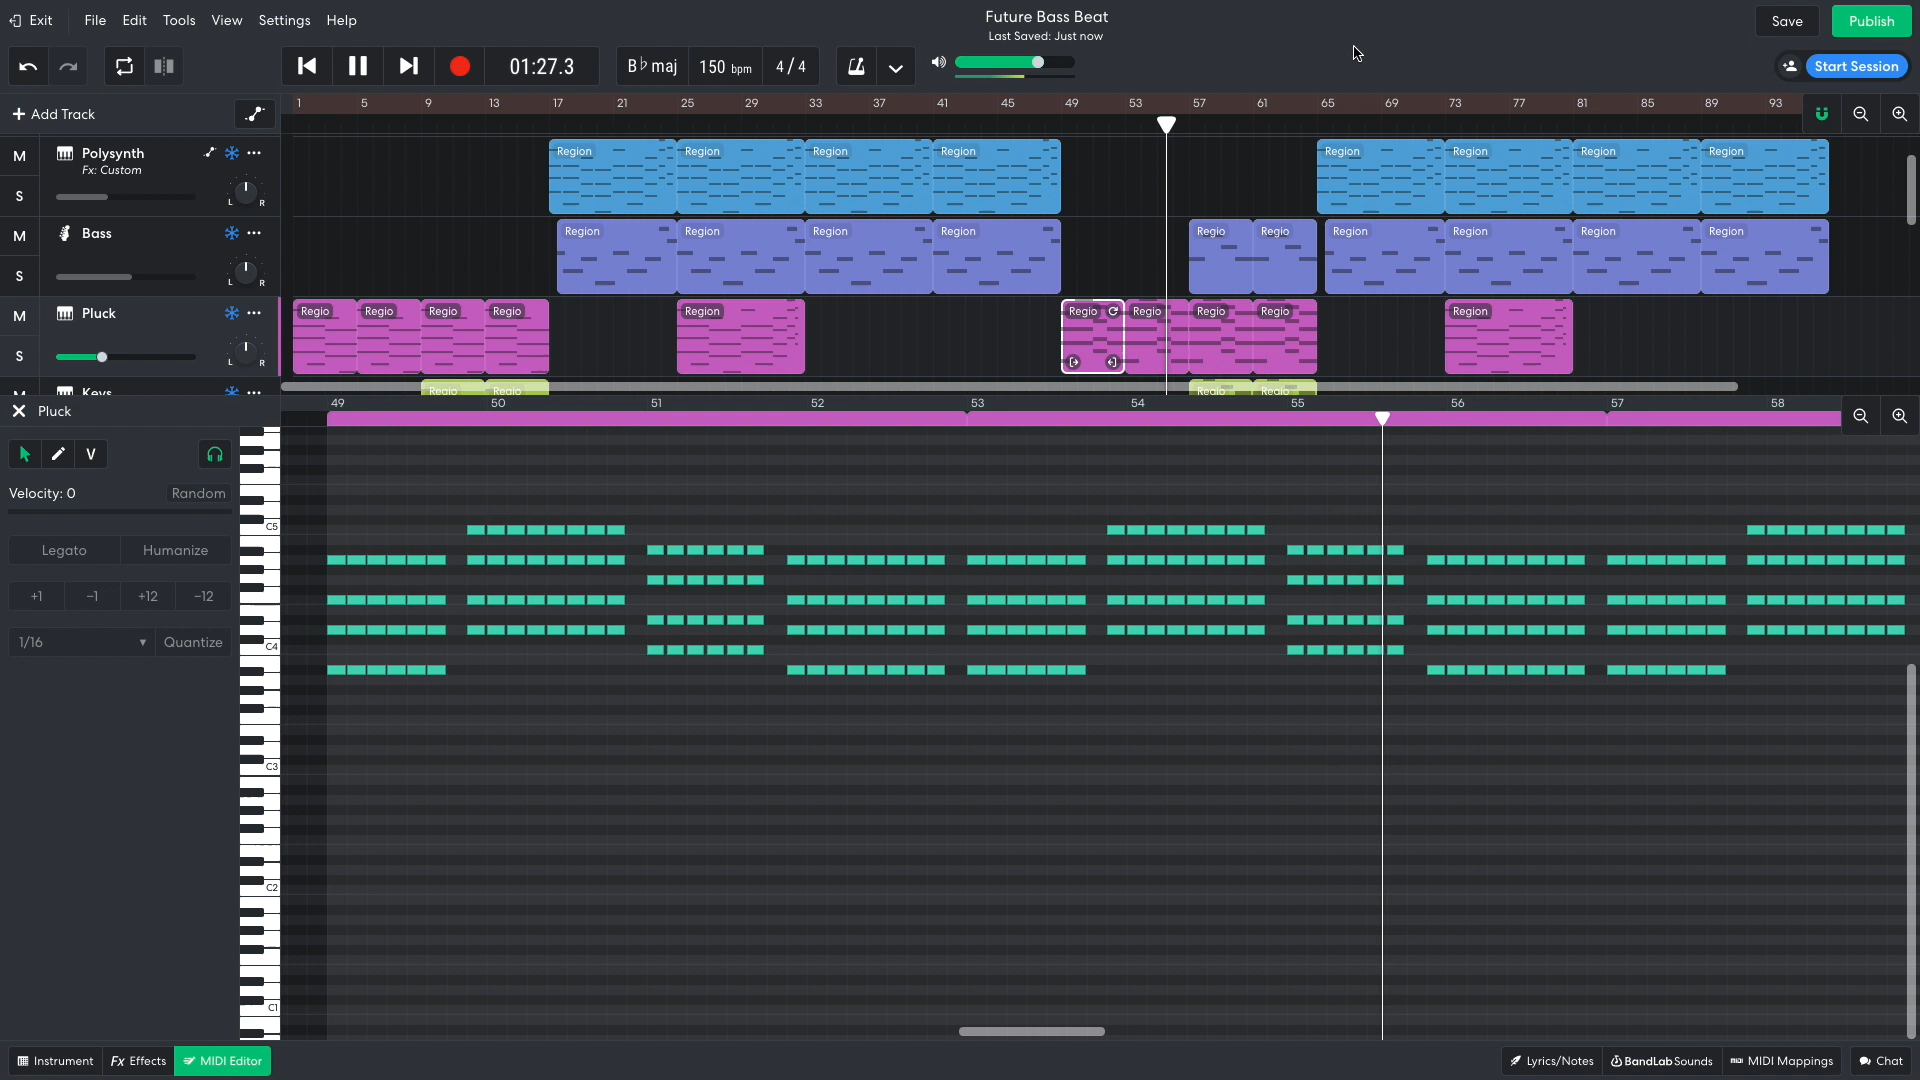 Exit File Edit Tools View Settings Help
Future Bass Beat
Last Saved: Just now
Save Publish
01:27.3 B♭ maj 150 bpm 4 / 4
Start Session
Add Track
1 5 9 13 17 21 25 29 33 37 41 45 49 53 57 61 65 69 73 77 81 85 89 93
M Polysynth
Fx: Custom
S L R
Region Region Region Region Region Region Region Region
M Bass
S L R
Region Region Region Region Regio Regio Region Region Region Region
M Pluck
S L R
Regio Regio Regio Regio Region Regio Regio Regio Regio Region
M Keys
Regio Regio Regio Regio
Pluck
49 50 51 52 53 54 55 56 57 58
V
Velocity: 0 Random
Legato Humanize
+1 −1 +12 −12
1/16 Quantize
C5
C4
C3
C2
C1
Instrument Fx Effects MIDI Editor
Lyrics/Notes BandLab Sounds MIDI Mappings Chat